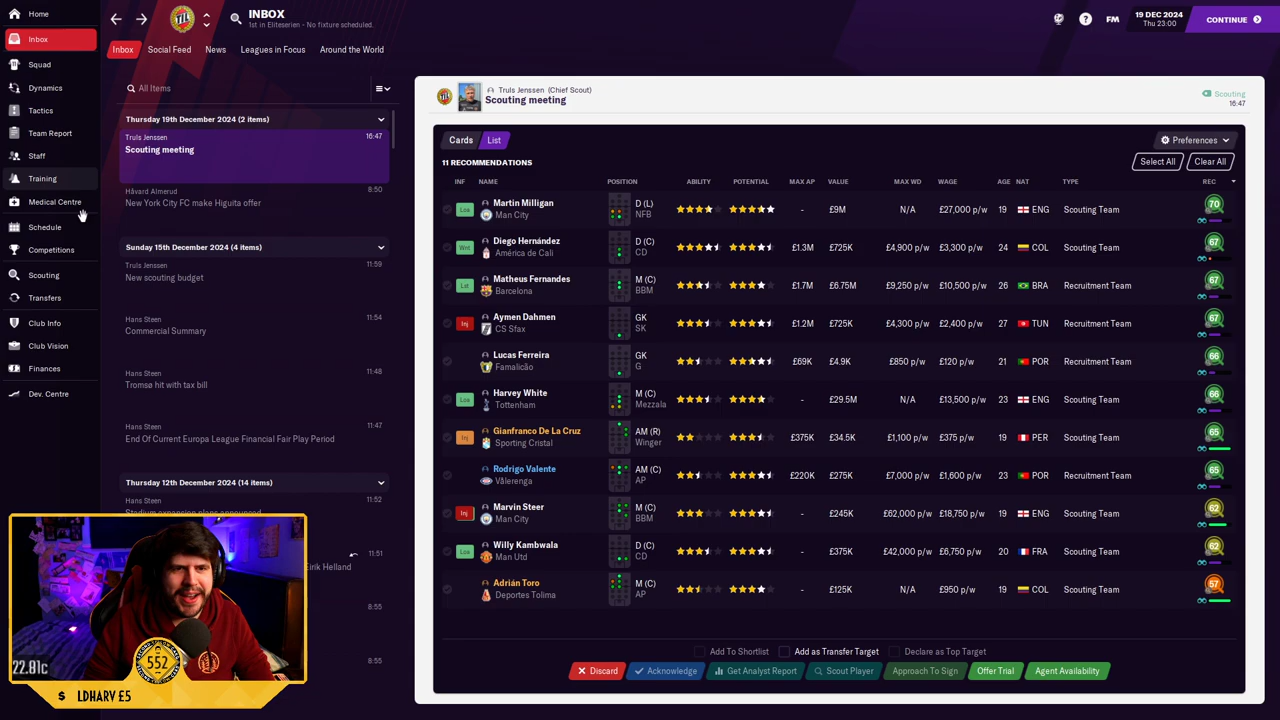 Home
Inbox
Squad
Dynamics
Tactics
Team Report
Staff
Training
Medical Centre
Schedule
Competitions
Scouting
Transfers
Club Info
Club Vision
Finances
Dev. Centre
TIL
INBOX
1st in Eliteserien - No fixture scheduled.
? FM
19 DEC 2024
Thu 23:00
CONTINUE
Inbox Social Feed News Leagues in Focus Around the World
All Items
Thursday 19th December 2024 (2 items)
Truls Jenssen 16:47
Scouting meeting
Håvard Almerud 8:50
New York City FC make Higuita offer
Sunday 15th December 2024 (4 items)
Truls Jenssen 11:59
New scouting budget
Hans Steen 11:54
Commercial Summary
Hans Steen 11:48
Tromsø hit with tax bill
Hans Steen 11:47
End Of Current Europa League Financial Fair Play Period
Thursday 12th December 2024 (14 items)
Hans Steen 11:52
Stadium expansion plans announced
11:51
Eirik Helland
8:55
8:55
Truls Jenssen (Chief Scout)
Scouting meeting
Scouting
16:47
Cards List
Preferences
11 RECOMMENDATIONS
Select All Clear All
INF NAME POSITION ABILITY POTENTIAL MAX AP VALUE MAX WD WAGE AGE NAT TYPE REC
Loa Martin Milligan Man City D (L) NFB - £9M N/A £27,000 p/w 19 ENG Scouting Team 70
Wnt Diego Hernández América de Cali D (C) CD £1.3M £725K £4,900 p/w £3,300 p/w 24 COL Scouting Team 67
Lst Matheus Fernandes Barcelona M (C) BBM £1.7M £6.75M £9,250 p/w £10,500 p/w 26 BRA Recruitment Team 67
Inj Aymen Dahmen CS Sfax GK SK £1.2M £725K £4,300 p/w £2,400 p/w 27 TUN Recruitment Team 67
Lucas Ferreira Famalicão GK G £69K £4.9K £850 p/w £120 p/w 21 POR Recruitment Team 66
Loa Harvey White Tottenham M (C) Mezzala - £29.5M N/A £13,500 p/w 23 ENG Scouting Team 66
Inj Gianfranco De La Cruz Sporting Cristal AM (R) Winger £375K £34.5K £1,100 p/w £375 p/w 19 PER Scouting Team 65
Rodrigo Valente Vålerenga AM (C) AP £220K £275K £7,000 p/w £1,600 p/w 23 POR Recruitment Team 65
Inj Marvin Steer Man City M (C) BBM - £245K £62,000 p/w £18,750 p/w 19 ENG Scouting Team 62
Loa Willy Kambwala Man Utd D (C) CD - £375K £42,000 p/w £6,750 p/w 20 FRA Scouting Team 62
Adrián Toro Deportes Tolima M (C) AP - £125K N/A £950 p/w 19 COL Scouting Team 57
Add To Shortlist Add as Transfer Target Declare as Top Target
Discard Acknowledge Get Analyst Report Scout Player Approach To Sign Offer Trial Agent Availability
22.81c
552
$ LDHARY £5